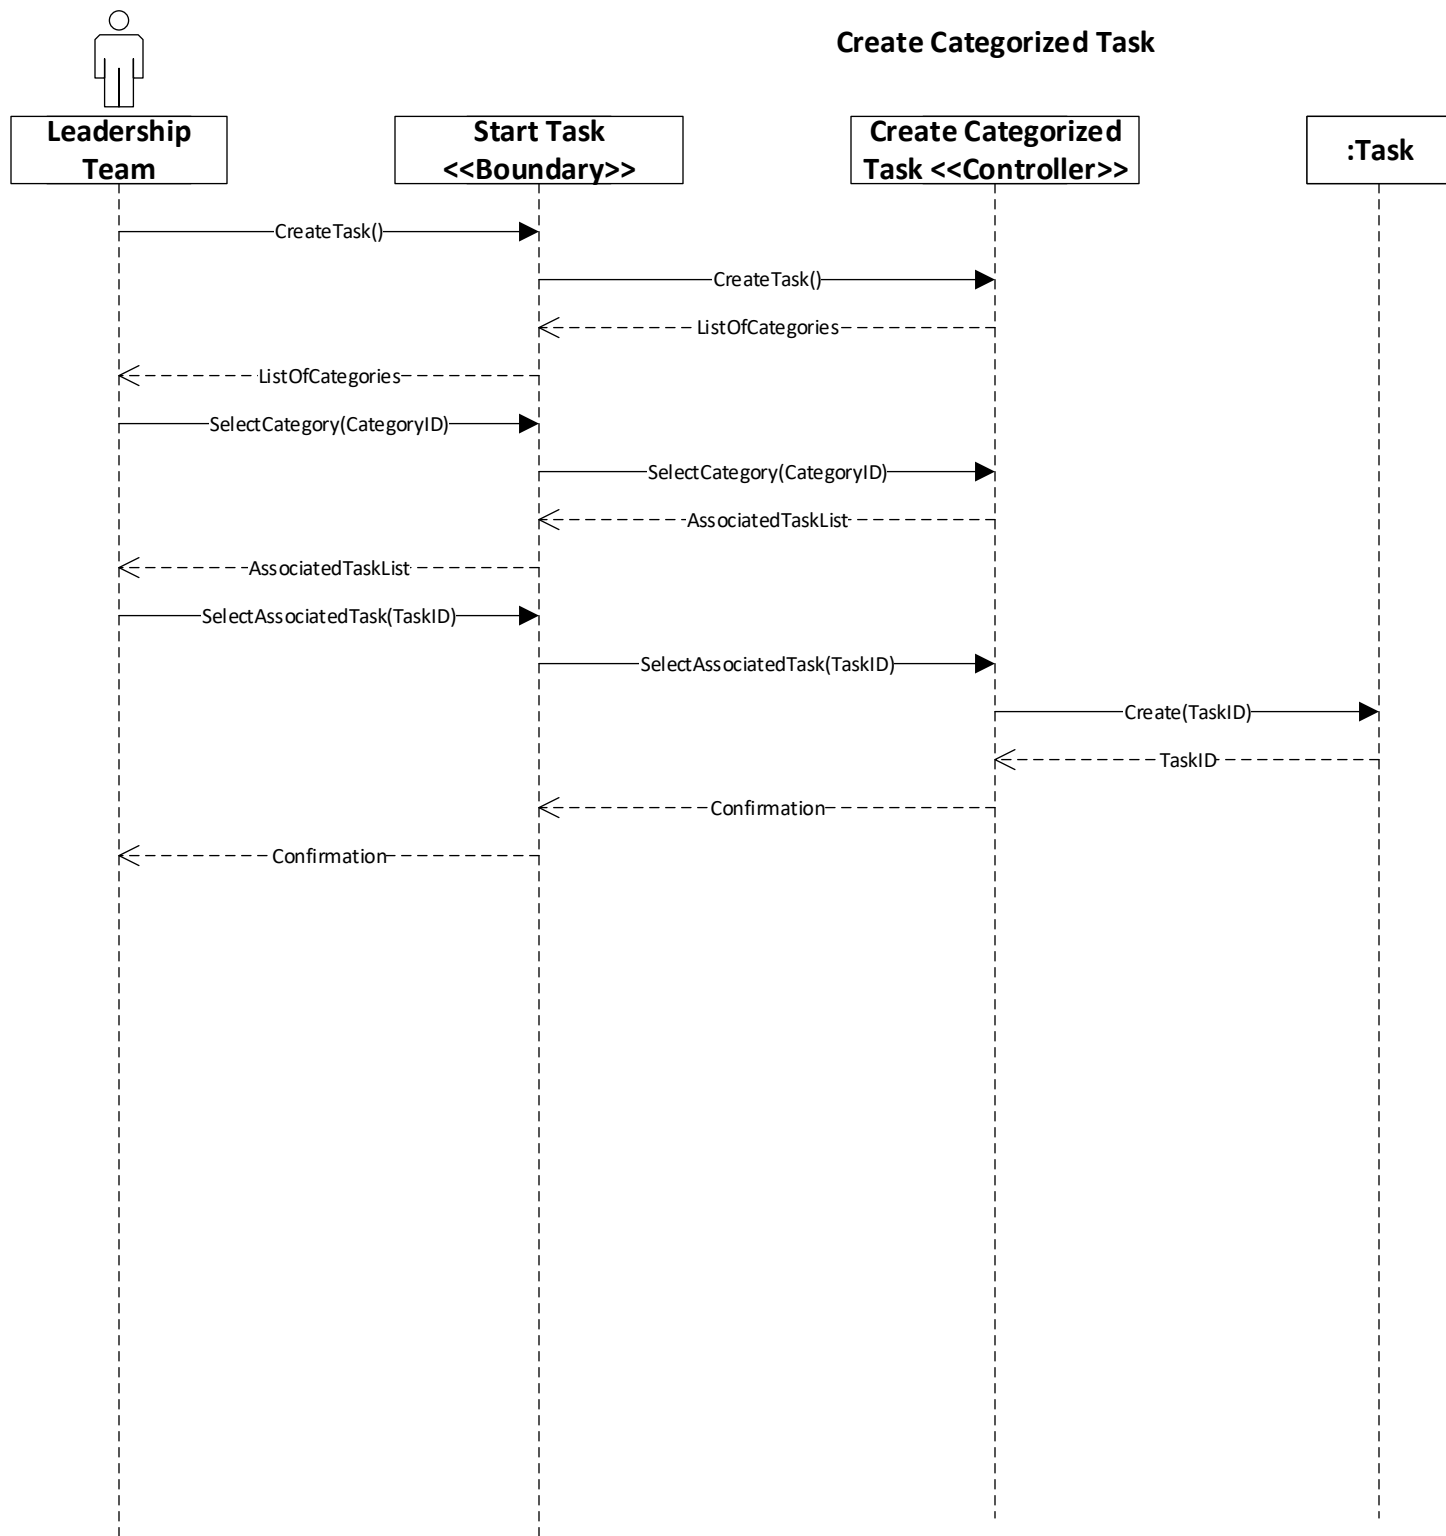 Create Categorized Task
Leadership
Team
Start Task
<<Boundary>>
Create Categorized
Task <<Controller>>
:Task
CreateTask()
CreateTask()
ListOfCategories
ListOfCategories
SelectCategory(CategoryID)
SelectCategory(CategoryID)
AssociatedTaskList
AssociatedTaskList
SelectAssociatedTask(TaskID)
SelectAssociatedTask(TaskID)
Create(TaskID)
TaskID
Confirmation
Confirmation